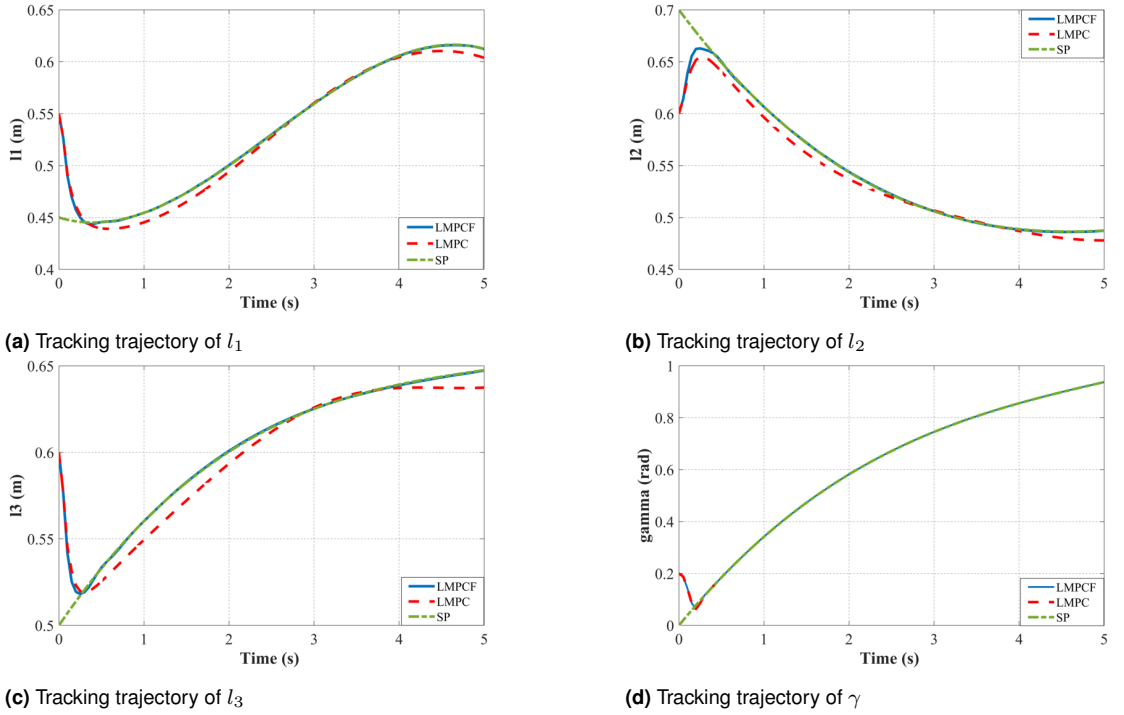 0.65
0.6
0.55
0.5
0.45
0.4
l1 (m)
0 1 2 3 4 5
Time (s)
LMPCF
LMPC
SP
(a) Tracking trajectory of l₁
0.7
0.65
0.6
0.55
0.5
0.45
l2 (m)
0 1 2 3 4 5
Time (s)
LMPCF
LMPC
SP
(b) Tracking trajectory of l₂
0.65
0.6
0.55
0.5
l3 (m)
0 1 2 3 4 5
Time (s)
LMPCF
LMPC
SP
(c) Tracking trajectory of l₃
1
0.8
0.6
0.4
0.2
0
gamma (rad)
0 1 2 3 4 5
Time (s)
LMPCF
LMPC
SP
(d) Tracking trajectory of γ